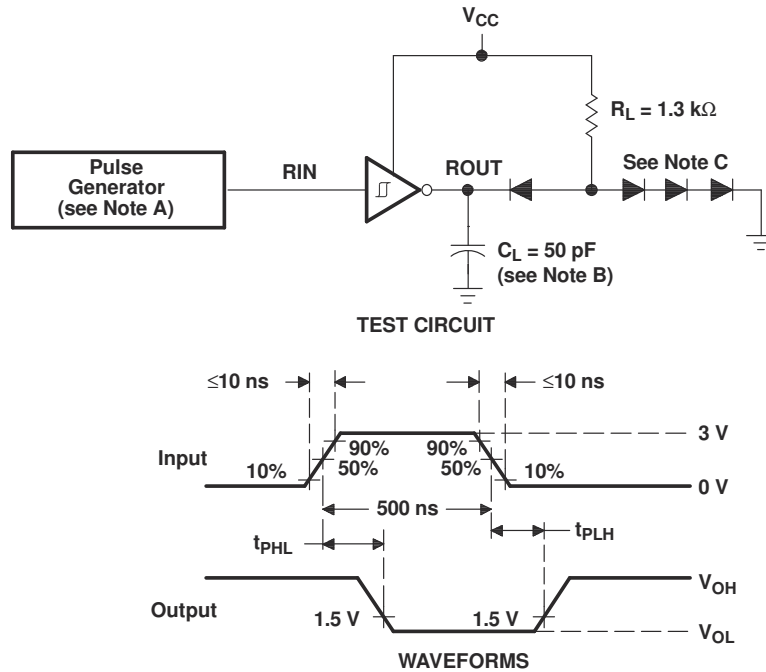 VCC
RL = 1.3 kΩ
Pulse
Generator
(see Note A)
RIN
ROUT
See Note C
CL = 50 pF
(see Note B)
TEST CIRCUIT
≤10 ns
≤10 ns
3 V
90%
90%
Input
50%
50%
10%
10%
0 V
500 ns
tPHL
tPLH
VOH
Output
1.5 V
1.5 V
VOL
WAVEFORMS